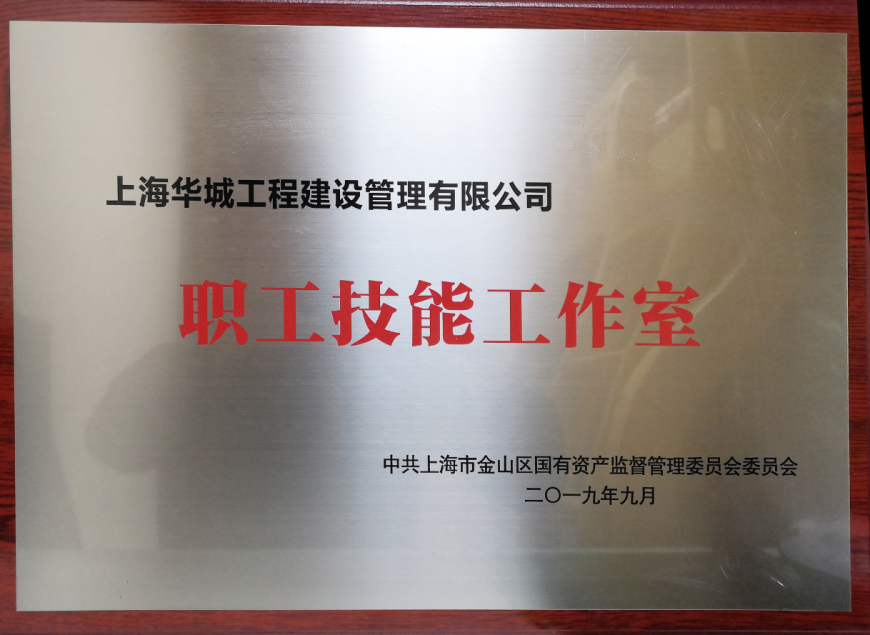 上海华城工程建设管理有限公司
职工技能工作室
中共上海市金山区国有资产监督管理委员会委员会
二〇一九年九月